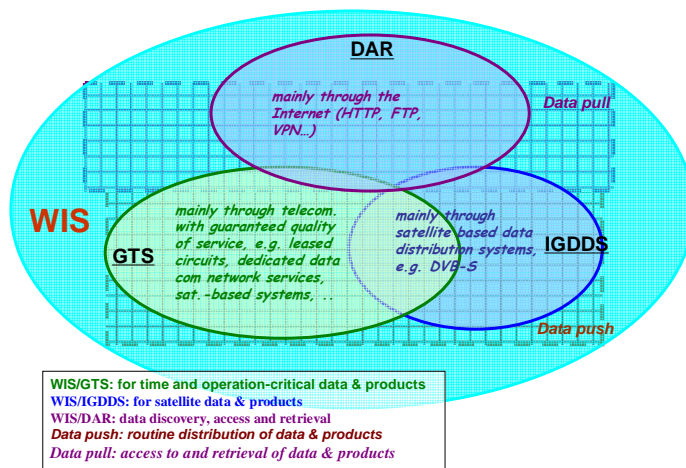 DAR
mainly through the
Internet (HTTP, FTP,
VPN…)
Data pull
WIS
GTS
mainly through telecom.
with guaranteed quality
of service, e.g. leased
circuits, dedicated data
com network services,
sat.-based systems, ..
mainly through
satellite based data
distribution systems,
e.g. DVB-S
IGDDS
Data push
WIS/GTS: for time and operation-critical data & products
WIS/IGDDS: for satellite data & products
WIS/DAR: data discovery, access and retrieval
Data push: routine distribution of data & products
Data pull: access to and retrieval of data & products